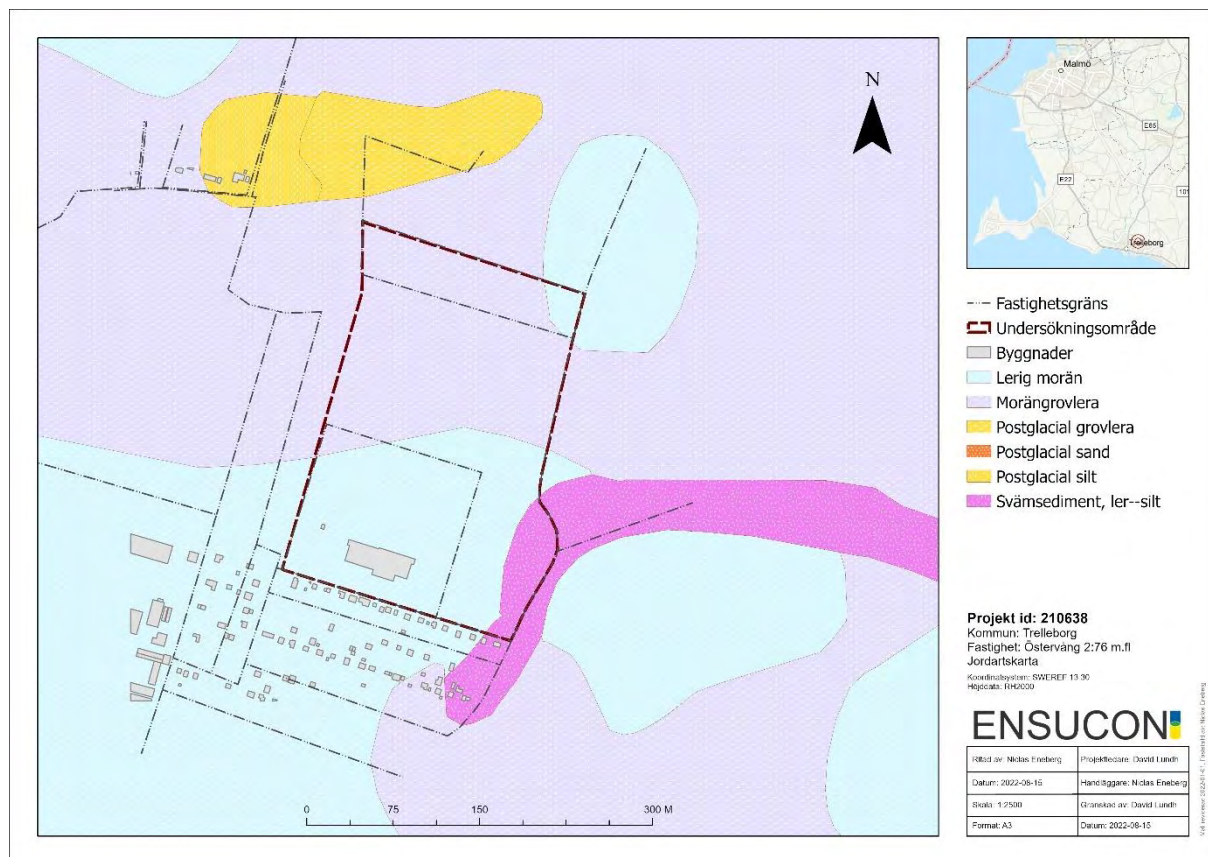 N
Malmö
E65
E22
101
Trelleborg
Fastighetsgräns
Undersökningsområde
Byggnader
Lerig morän
Morängrovlera
Postglacial grovlera
Postglacial sand
Postglacial silt
Svämsediment, ler--silt
Projekt id: 210638
Kommun: Trelleborg
Fastighet: Östervång 2:76 m.fl
Jordartskarta
Koordinatsystem: SWEREF 13 30
Höjddata: RH2000
ENSUCON
Ritad av: Niclas Eneberg Projektledare: David Lundh
Datum: 2022-08-15 Handläggare: Niclas Eneberg
Skala: 1:2500 Granskad av: David Lundh
Format: A3 Datum: 2022-08-15
0 75 150 300 M